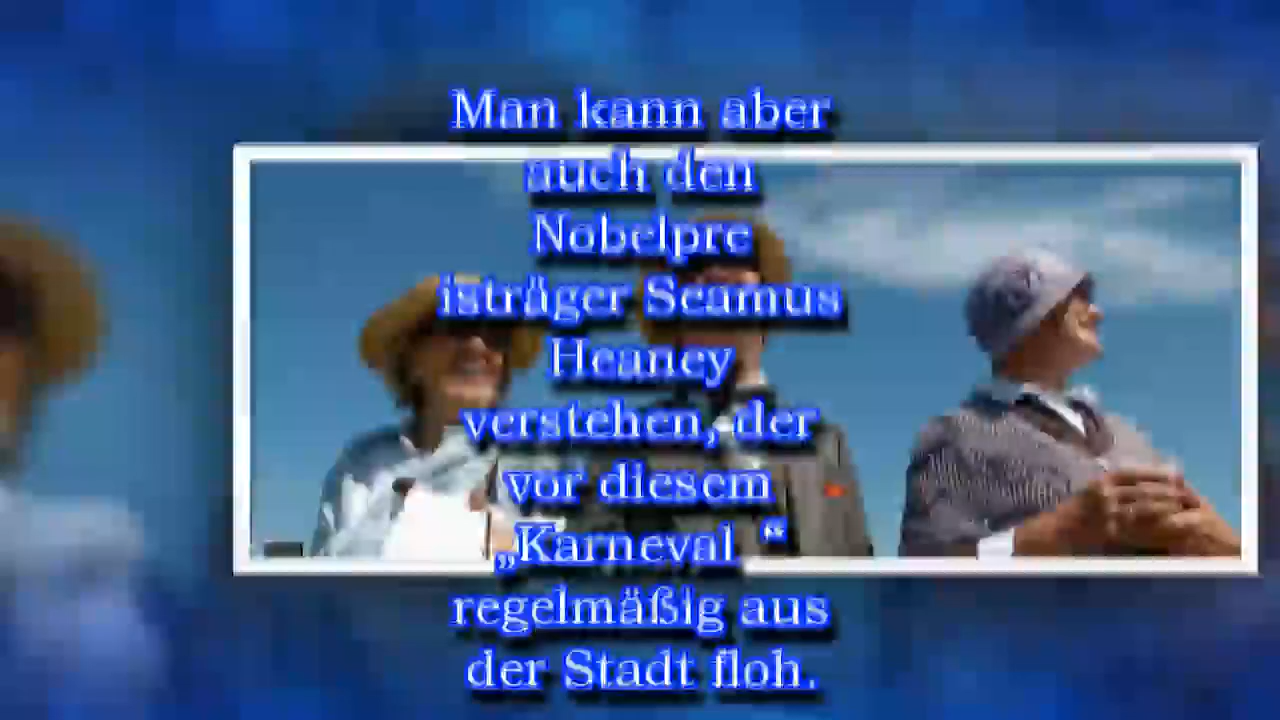 Man kann aber
auch den
Nobelpre
isträger Seamus
Heaney
verstehen, der
vor diesem
„Karneval “
regelmäßig aus
der Stadt floh.